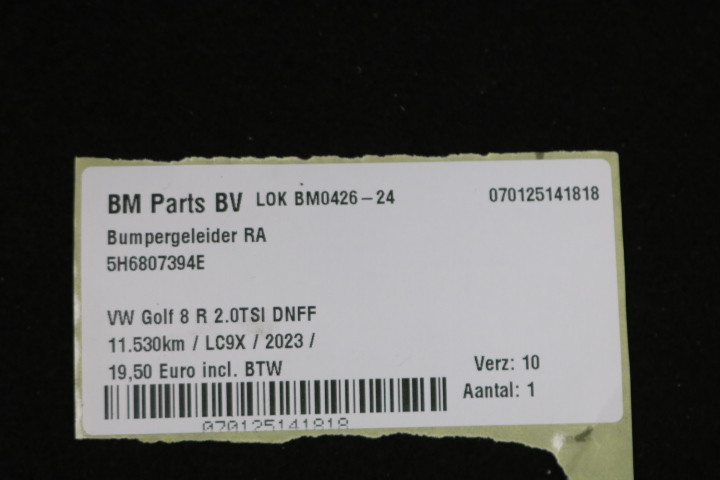 BM Parts BV LOK BM0426-24 070125141818
Bumpergeleider RA
5H6807394E
VW Golf 8 R 2.0TSI DNFF
11.530km / LC9X / 2023 /
19,50 Euro incl. BTW
Verz: 10
Aantal: 1
070125141818